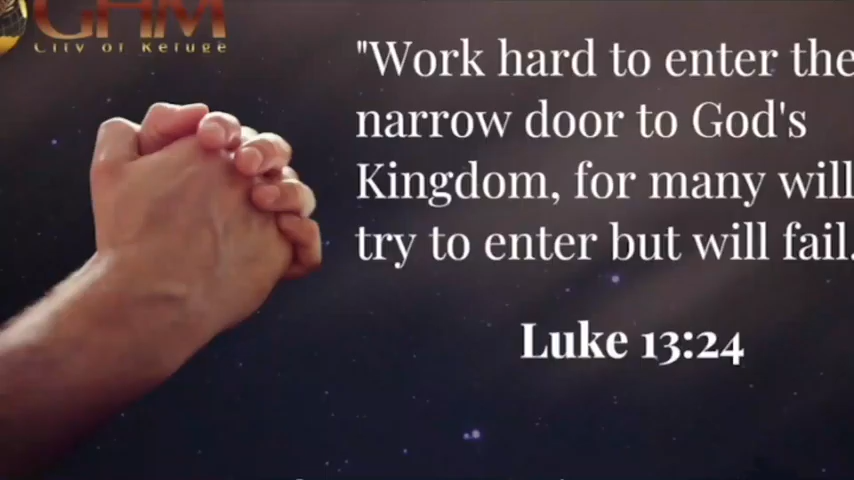 GHM
City of Refuge
"Work hard to enter the
narrow door to God's
Kingdom, for many will
try to enter but will fail.
Luke 13:24